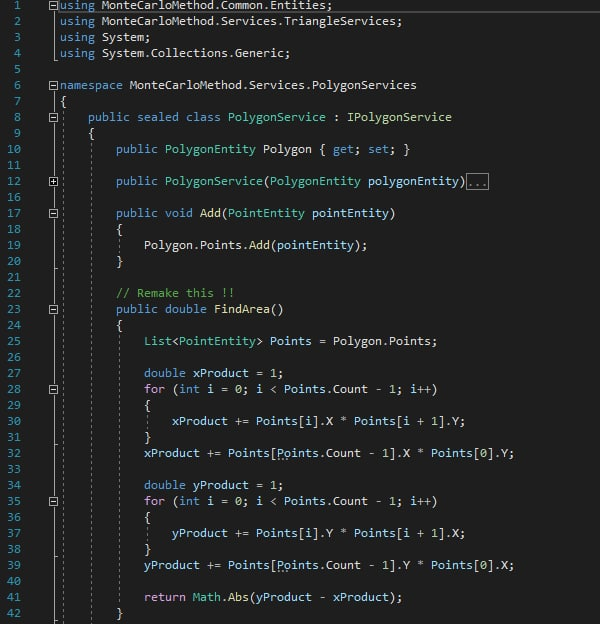 1 using MonteCarloMethod.Common.Entities;
2 using MonteCarloMethod.Services.TriangleServices;
3 using System;
4 using System.Collections.Generic;
5
6 namespace MonteCarloMethod.Services.PolygonServices
7 {
8 public sealed class PolygonService : IPolygonService
9 {
10 public PolygonEntity Polygon { get; set; }
11
12 public PolygonService(PolygonEntity polygonEntity)...
16
17 public void Add(PointEntity pointEntity)
18 {
19 Polygon.Points.Add(pointEntity);
20 }
21
22 // Remake this !!
23 public double FindArea()
24 {
25 List<PointEntity> Points = Polygon.Points;
26
27 double xProduct = 1;
28 for (int i = 0; i < Points.Count - 1; i++)
29 {
30 xProduct += Points[i].X * Points[i + 1].Y;
31 }
32 xProduct += Points[Points.Count - 1].X * Points[0].Y;
33
34 double yProduct = 1;
35 for (int i = 0; i < Points.Count - 1; i++)
36 {
37 yProduct += Points[i].Y * Points[i + 1].X;
38 }
39 yProduct += Points[Points.Count - 1].Y * Points[0].X;
40
41 return Math.Abs(yProduct - xProduct);
42 }